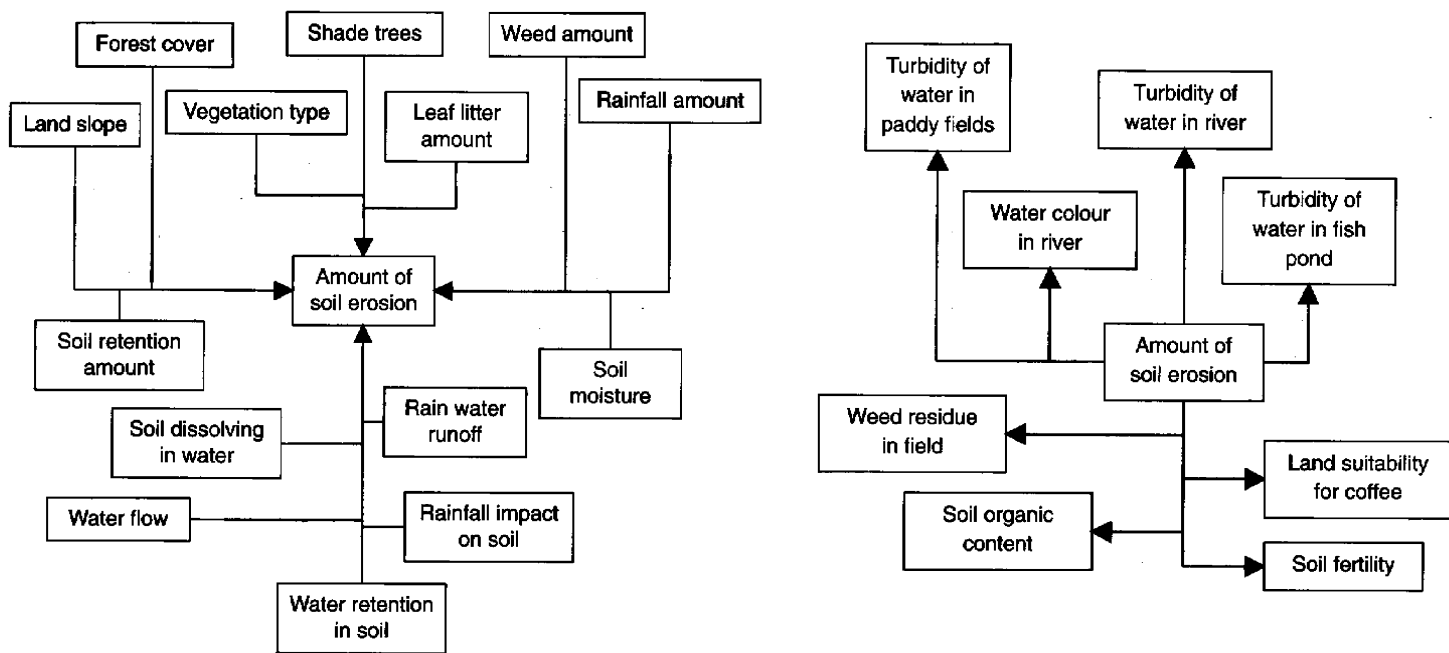 Forest cover
Shade trees
Weed amount
Land slope
Vegetation type
Leaf litter
amount
Rainfall amount
Amount of
soil erosion
Soil retention
amount
Soil
moisture
Rain water
runoff
Soil dissolving
in water
Water flow
Rainfall impact
on soil
Water retention
in soil
Turbidity of
water in
paddy fields
Turbidity of
water in river
Water colour
in river
Turbidity of
water in fish
pond
Amount of
soil erosion
Weed residue
in field
Land suitability
for coffee
Soil organic
content
Soil fertility